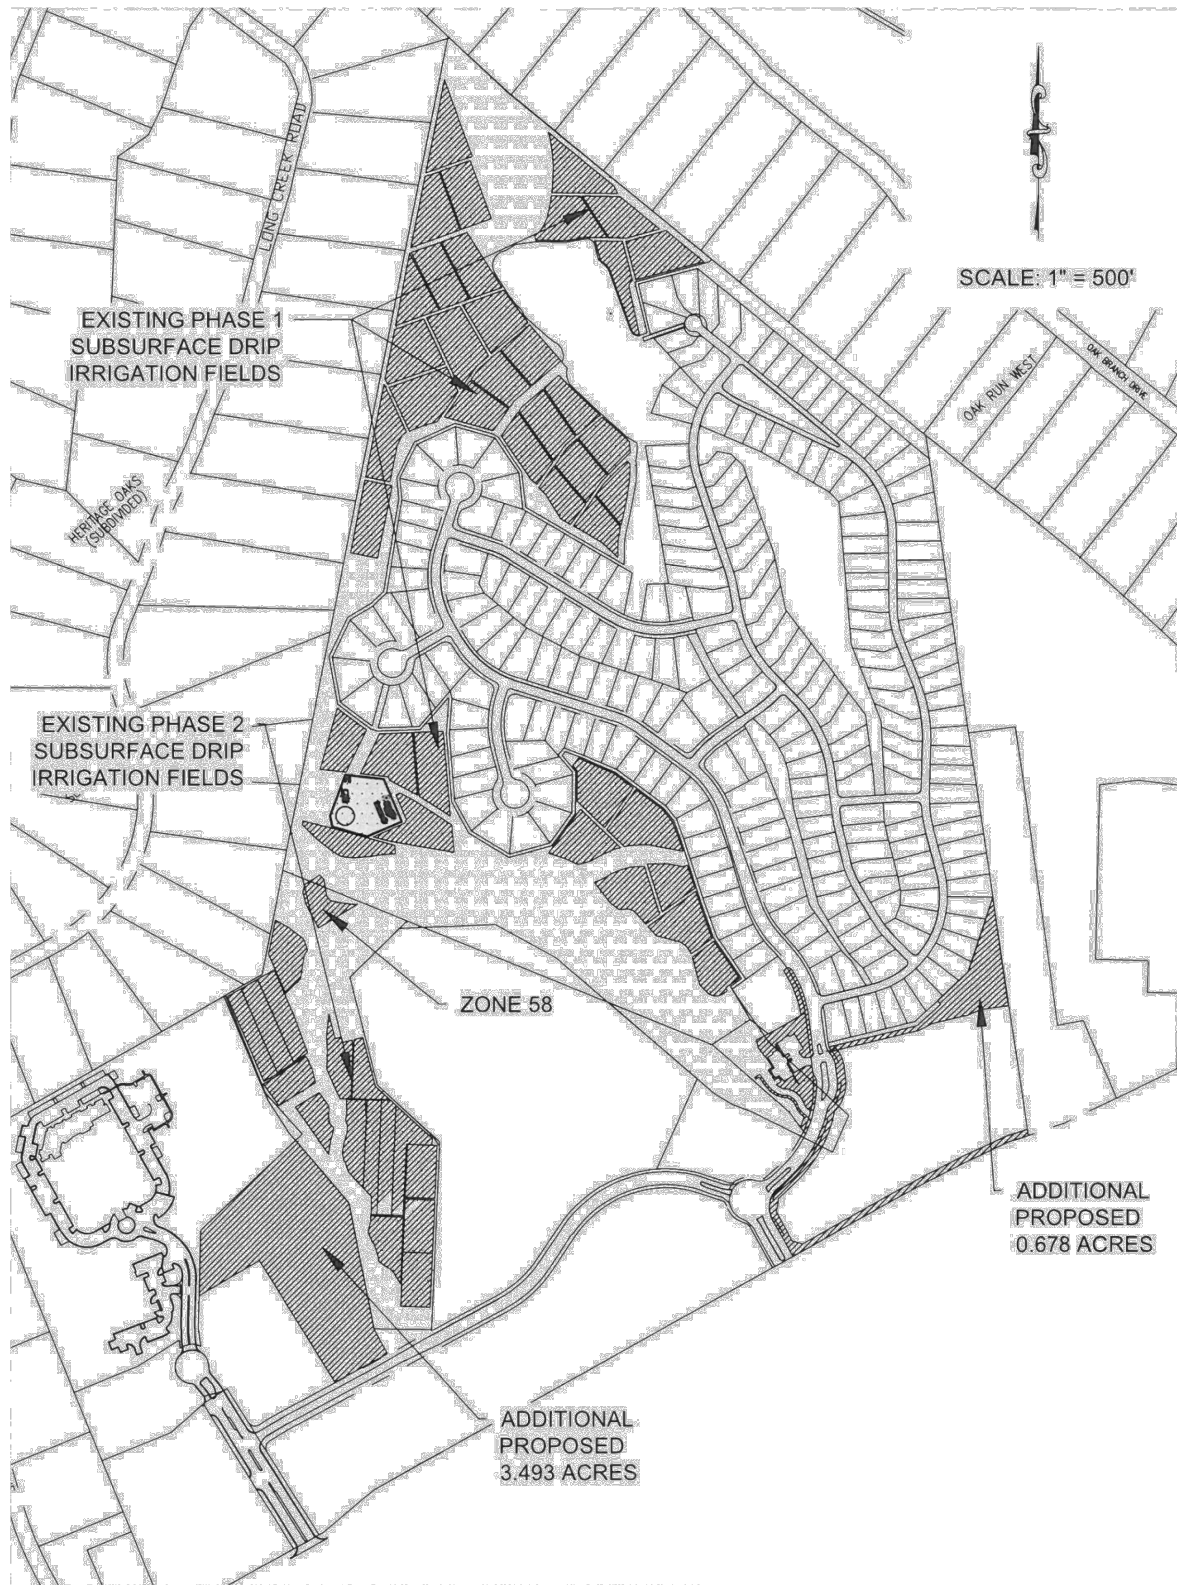 LONG CREEK ROAD
SCALE: 1" = 500'
EXISTING PHASE 1
SUBSURFACE DRIP
IRRIGATION FIELDS
OAK RUN WEST
OAK BRANCH DRIVE
HERITAGE OAKS
(SUBDIVIDED)
EXISTING PHASE 2
SUBSURFACE DRIP
IRRIGATION FIELDS
ZONE 58
ADDITIONAL
PROPOSED
0.678 ACRES
ADDITIONAL
PROPOSED
3.493 ACRES